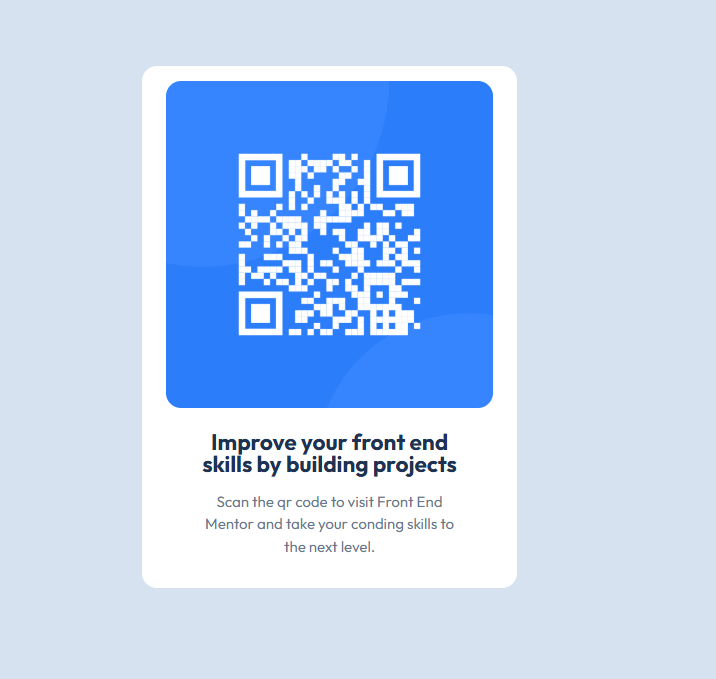 Improve your front end
skills by building projects
Scan the qr code to visit Front End
Mentor and take your conding skills to
the next level.